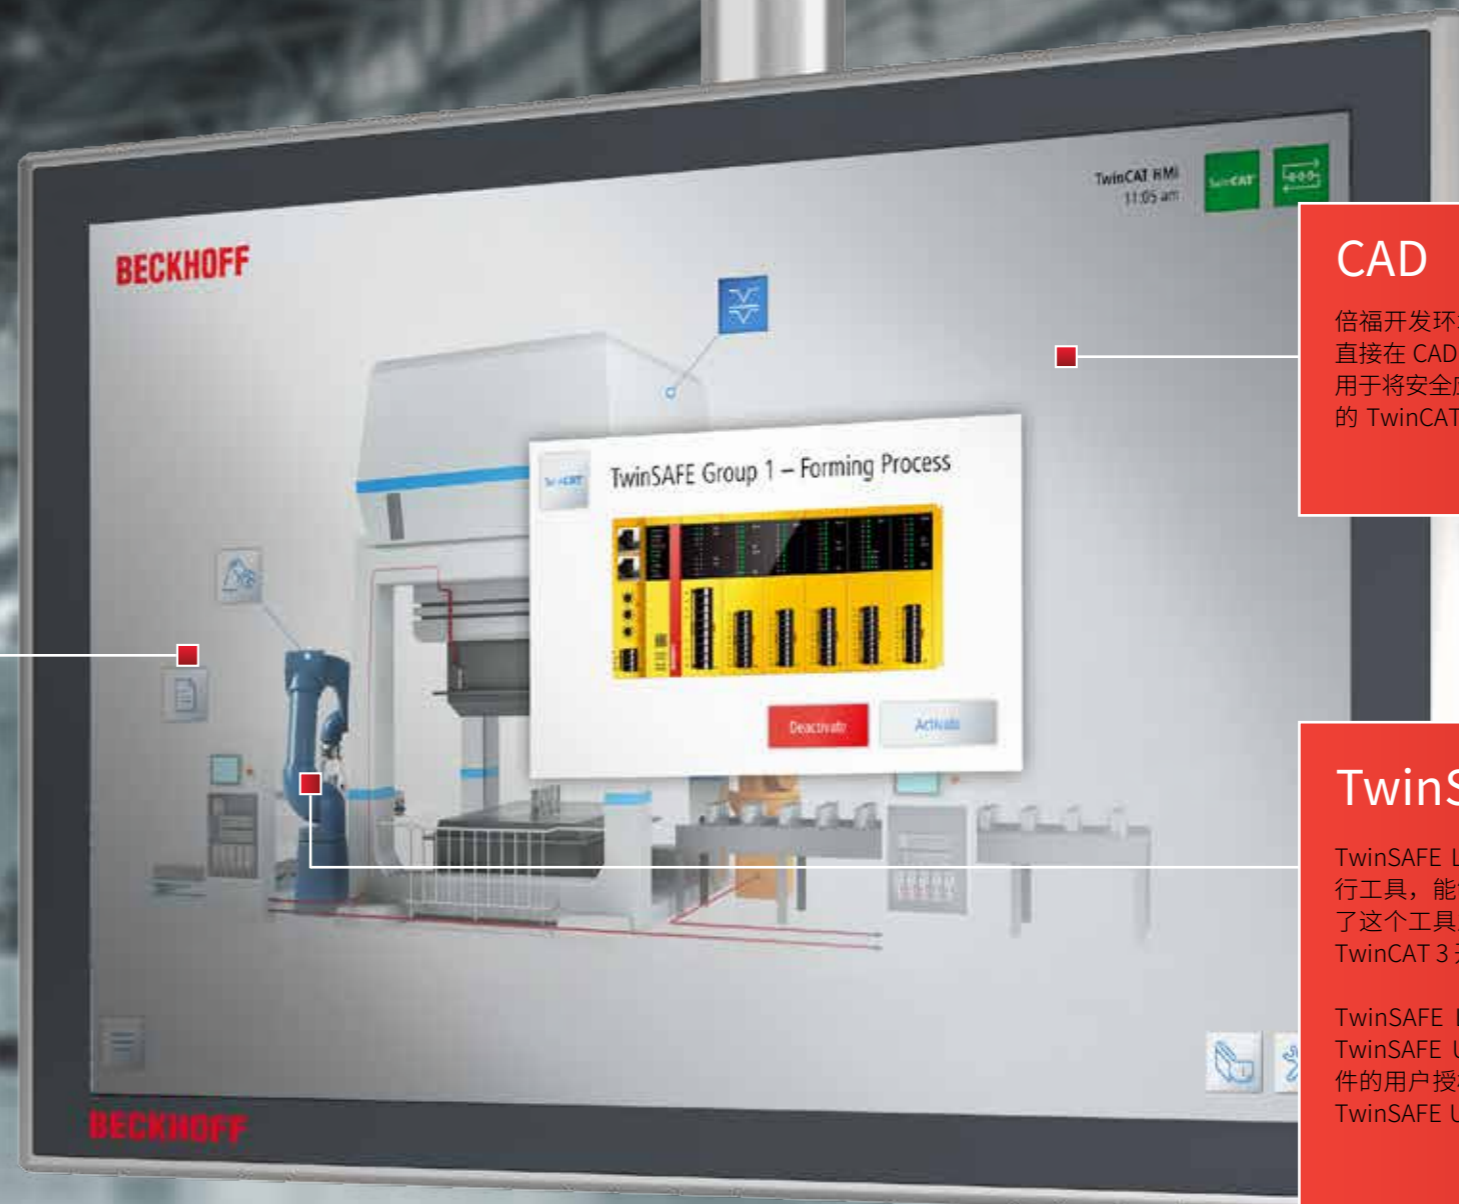 TwinCAT HMI
11:05 am
TwinCAT
BECKHOFF
CAD
倍福开发环
直接在 CAD
用于将安全
的 TwinCAT
TwinCAT
TwinSAFE Group 1 – Forming Process
Deactivate
Activate
TwinS
TwinSAFE L
行工具，能
了这个工具
TwinCAT 3
TwinSAFE
TwinSAFE U
件的用户授
TwinSAFE U
BECKHOFF